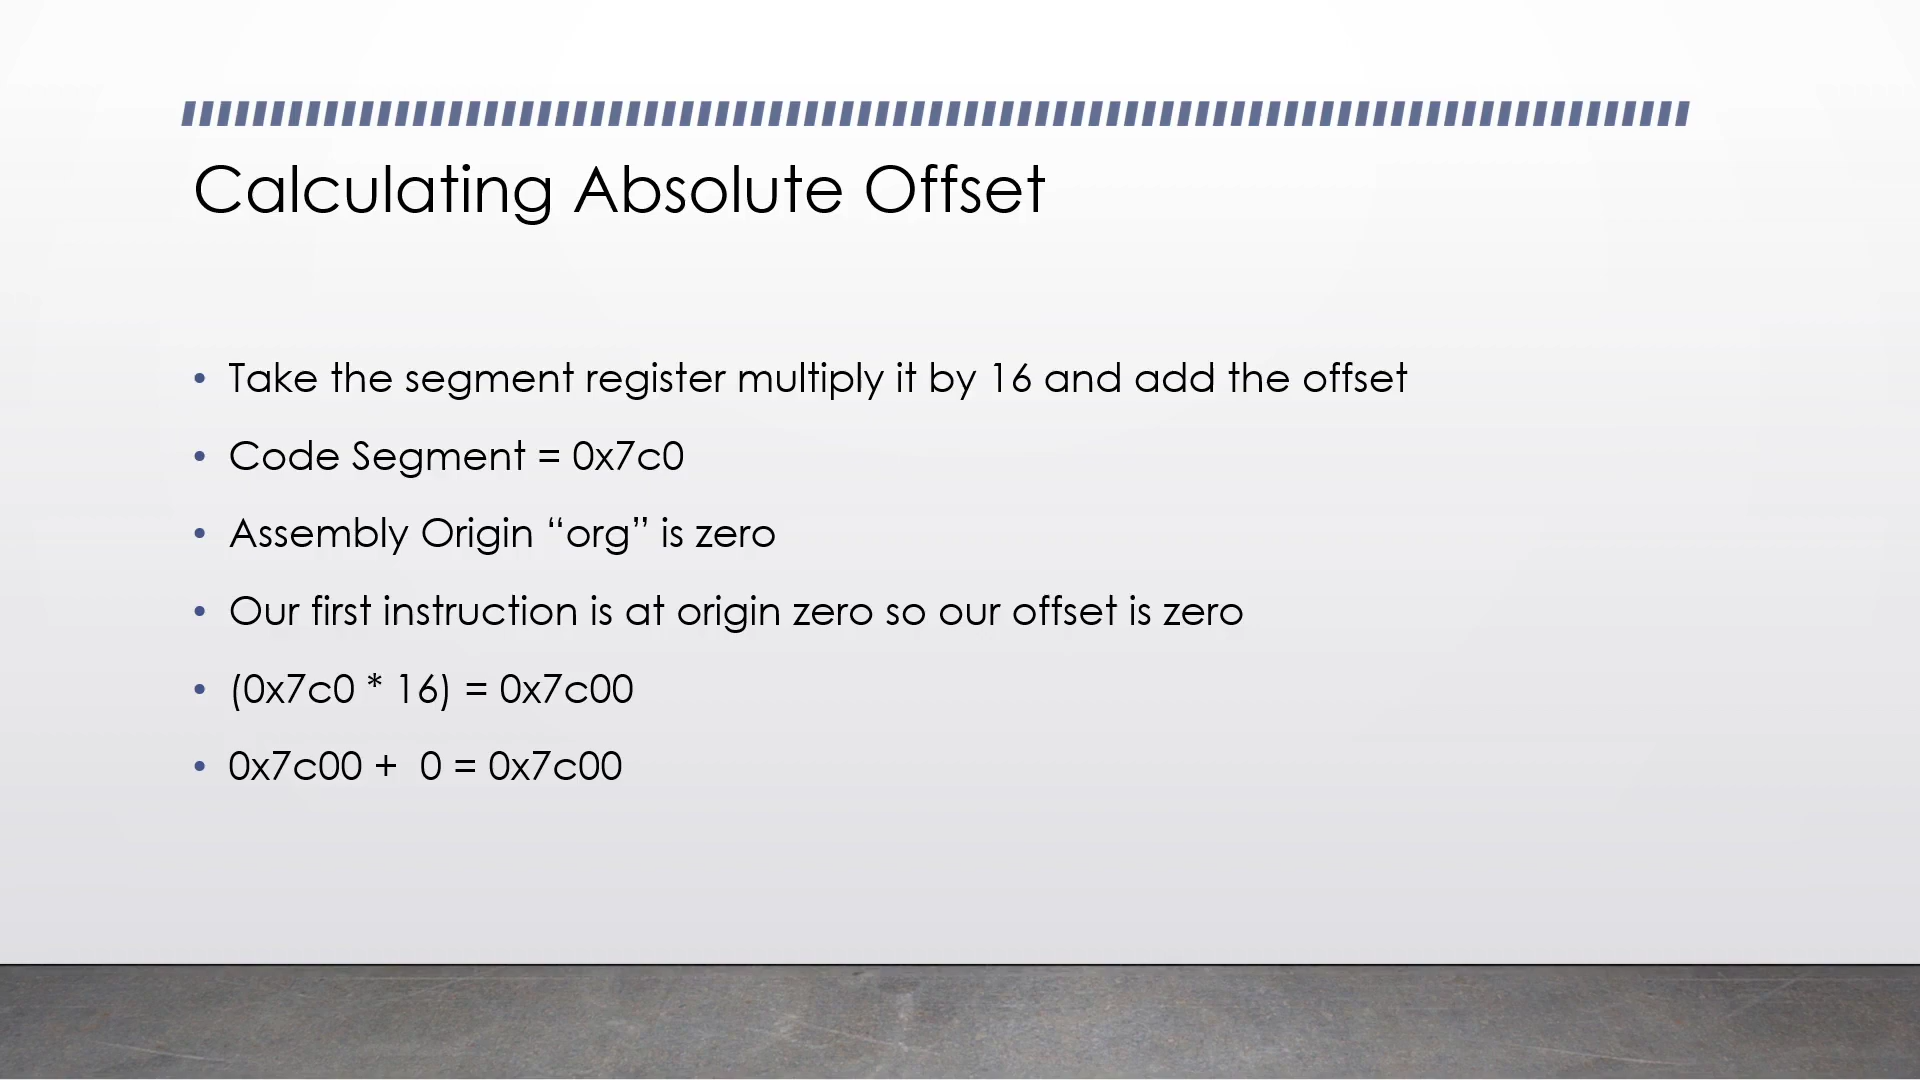 Calculating Absolute Offset
• Take the segment register multiply it by 16 and add the offset
• Code Segment = 0x7c0
• Assembly Origin “org” is zero
• Our first instruction is at origin zero so our offset is zero
• (0x7c0 * 16) = 0x7c00
• 0x7c00 +  0 = 0x7c00